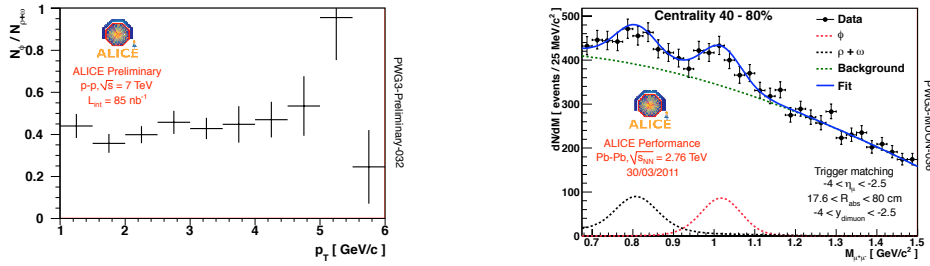 N_ϕ / N_ρ+ω
1
0.8
0.6
0.4
0.2
0
1 2 3 4 5 6
p_T [ GeV/c ]
ALICE
ALICE Preliminary
p-p, √s = 7 TeV
L_int = 85 nb⁻¹
PWG3-Preliminary-032
dN/dM [ events / 25 MeV/c² ]
500
400
300
200
100
0
0.7 0.8 0.9 1 1.1 1.2 1.3 1.4 1.5
M_μ⁺μ⁻ [ GeV/c² ]
Centrality 40 - 80%
Data
ϕ
ρ + ω
Background
Fit
ALICE
ALICE Performance
Pb-Pb, √s_NN = 2.76 TeV
30/03/2011
Trigger matching
-4 < η_μ < -2.5
17.6 < R_abs < 80 cm
-4 < y_dimuon < -2.5